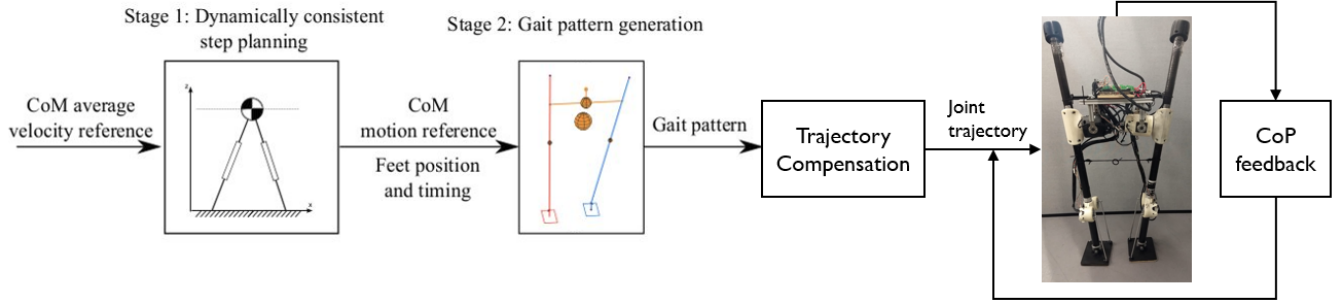 Stage 1: Dynamically consistent
step planning
Stage 2: Gait pattern generation
CoM average
velocity reference
z
x
CoM
motion reference
Feet position
and timing
Gait pattern
Trajectory
Compensation
Joint
trajectory
CoP
feedback